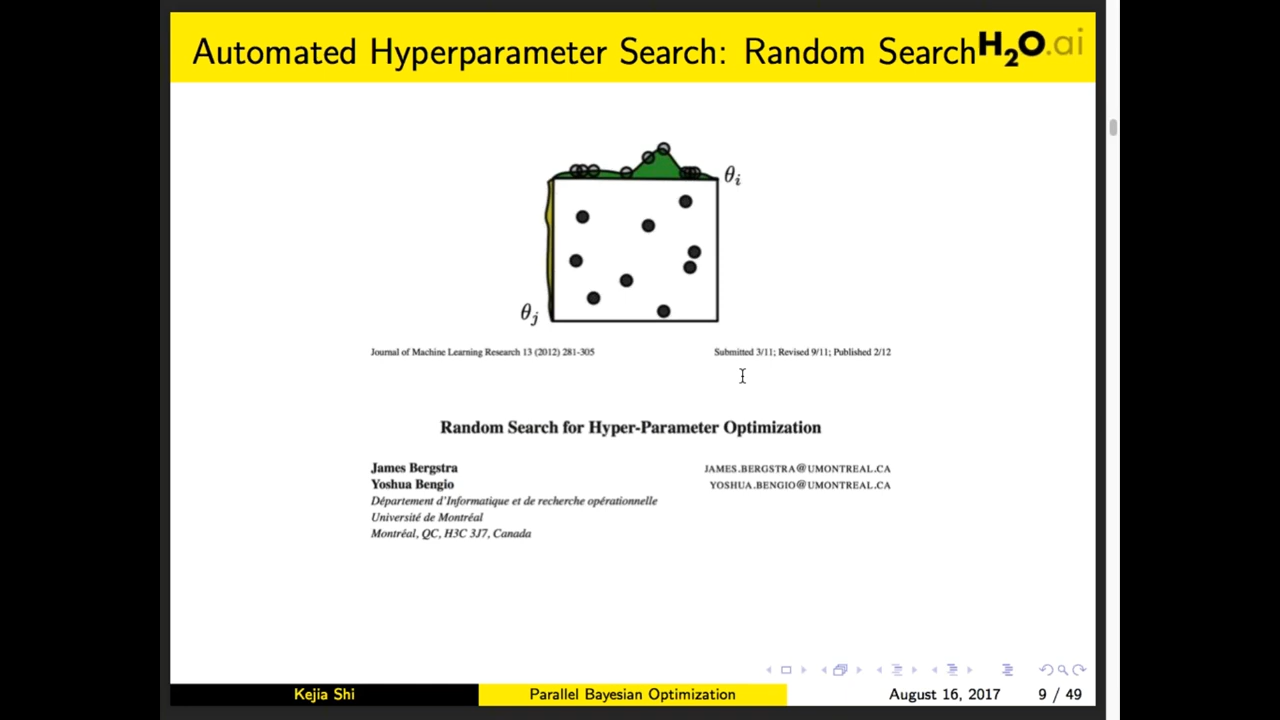 Automated Hyperparameter Search: Random Search H2O.ai
θi
θj
Journal of Machine Learning Research 13 (2012) 281-305 Submitted 3/11; Revised 9/11; Published 2/12
Random Search for Hyper-Parameter Optimization
James Bergstra JAMES.BERGSTRA@UMONTREAL.CA
Yoshua Bengio YOSHUA.BENGIO@UMONTREAL.CA
Département d'Informatique et de recherche opérationnelle
Université de Montréal
Montréal, QC, H3C 3J7, Canada
Kejia Shi Parallel Bayesian Optimization August 16, 2017 9 / 49